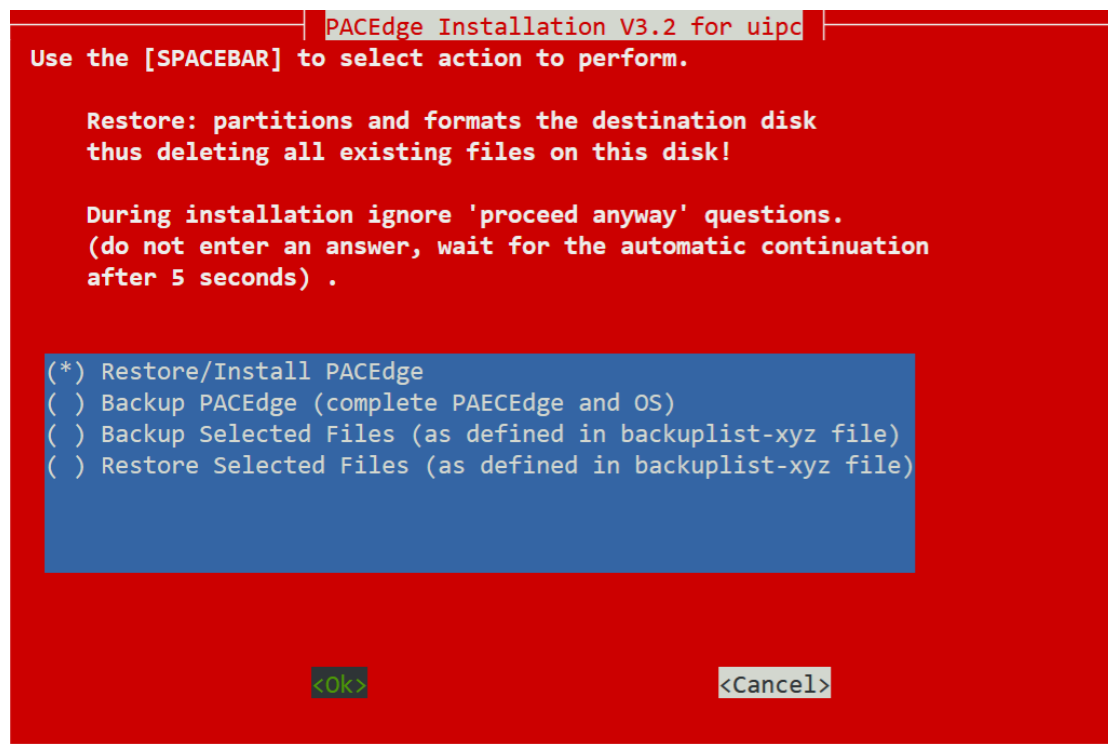 PACEdge Installation V3.2 for uipc
Use the [SPACEBAR] to select action to perform.
Restore: partitions and formats the destination disk
thus deleting all existing files on this disk!
During installation ignore 'proceed anyway' questions.
(do not enter an answer, wait for the automatic continuation
after 5 seconds) .
(*) Restore/Install PACEdge
( ) Backup PACEdge (complete PAECEdge and OS)
( ) Backup Selected Files (as defined in backuplist-xyz file)
( ) Restore Selected Files (as defined in backuplist-xyz file)
<Ok> <Cancel>